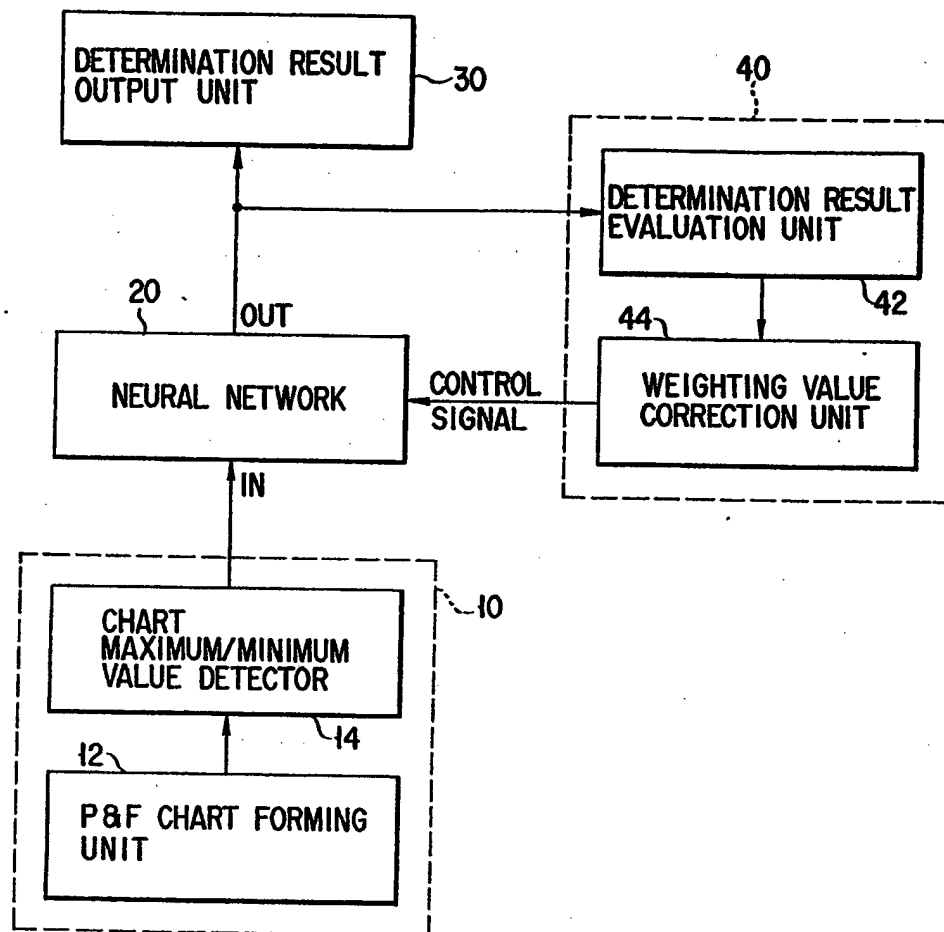 DETERMINATION RESULT
OUTPUT UNIT
30
40
DETERMINATION RESULT
EVALUATION UNIT
42
20
OUT
44
NEURAL NETWORK
CONTROL
SIGNAL
WEIGHTING VALUE
CORRECTION UNIT
IN
10
CHART
MAXIMUM/MINIMUM
VALUE DETECTOR
14
12
P&F CHART FORMING
UNIT